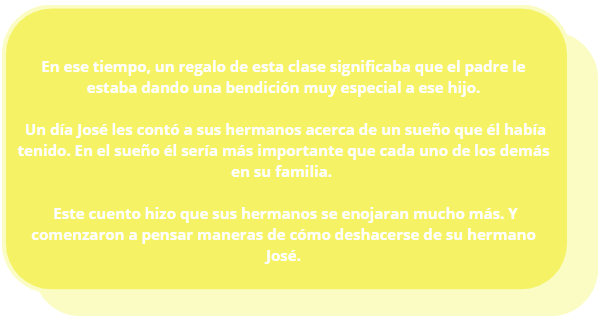 En ese tiempo, un regalo de esta clase significaba que el padre le
estaba dando una bendición muy especial a ese hijo.
Un día José les contó a sus hermanos acerca de un sueño que él había
tenido. En el sueño él sería más importante que cada uno de los demás
en su familia.
Este cuento hizo que sus hermanos se enojaran mucho más. Y
comenzaron a pensar maneras de cómo deshacerse de su hermano
José.